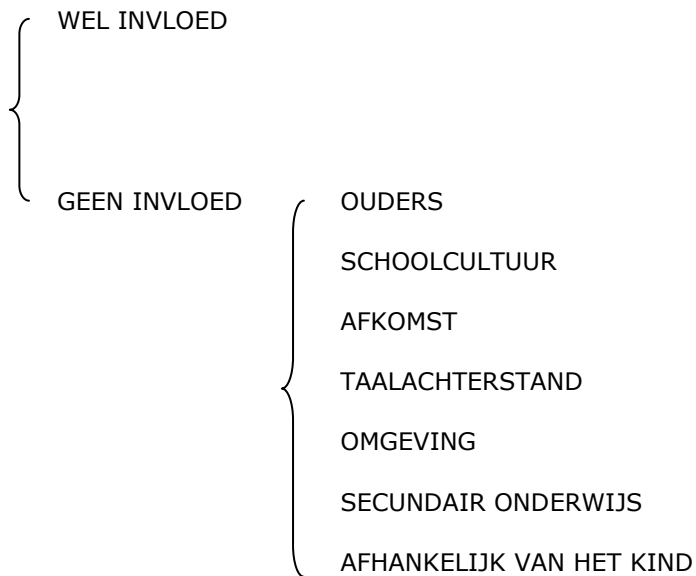 WEL INVLOED
GEEN INVLOED OUDERS
SCHOOLCULTUUR
AFKOMST
TAALACHTERSTAND
OMGEVING
SECUNDAIR ONDERWIJS
AFHANKELIJK VAN HET KIND